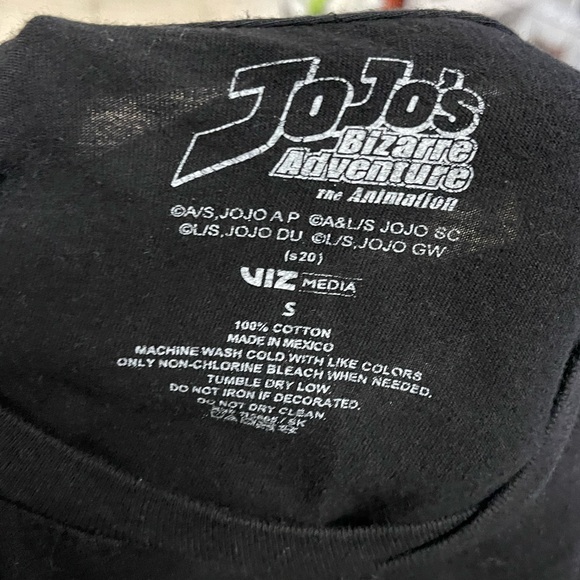 JoJo's
Bizarre
Adventure
The Animation
©A/S,JOJO A P ©A&L/S JOJO SC
©L/S,JOJO DU ©L/S,JOJO GW
(s20)
VIZ MEDIA
S
100% COTTON
MADE IN MEXICO
MACHINE WASH COLD WITH LIKE COLORS
ONLY NON-CHLORINE BLEACH WHEN NEEDED.
TUMBLE DRY LOW.
DO NOT IRON IF DECORATED.
DO NOT DRY CLEAN.